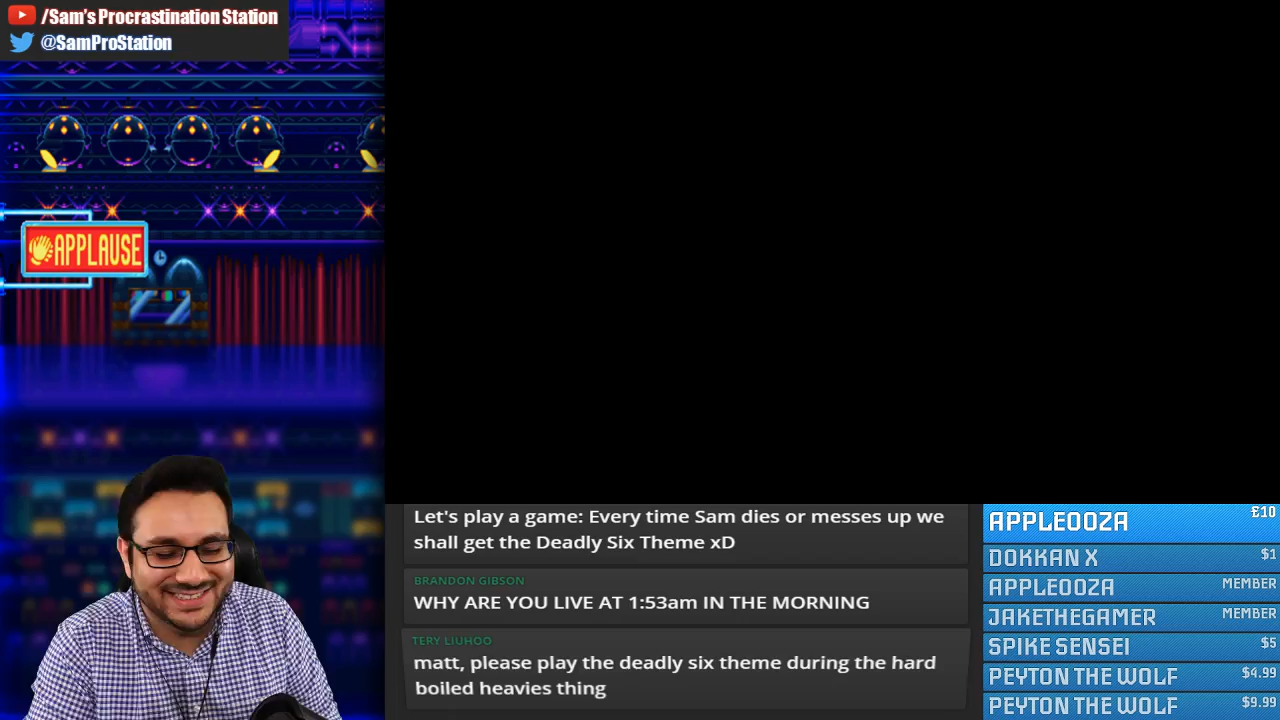 /Sam's Procrastination Station
@SamProStation
APPLAUSE
Let's play a game: Every time Sam dies or messes up we
shall get the Deadly Six Theme xD
BRANDON GIBSON
WHY ARE YOU LIVE AT 1:53am IN THE MORNING
TERY LIUHOO
matt, please play the deadly six theme during the hard
boiled heavies thing
APPLEOOZA £10
DOKKAN X $1
APPLEOOZA MEMBER
JAKETHEGAMER MEMBER
SPIKE SENSEI $5
PEYTON THE WOLF $4.99
PEYTON THE WOLF $9.99